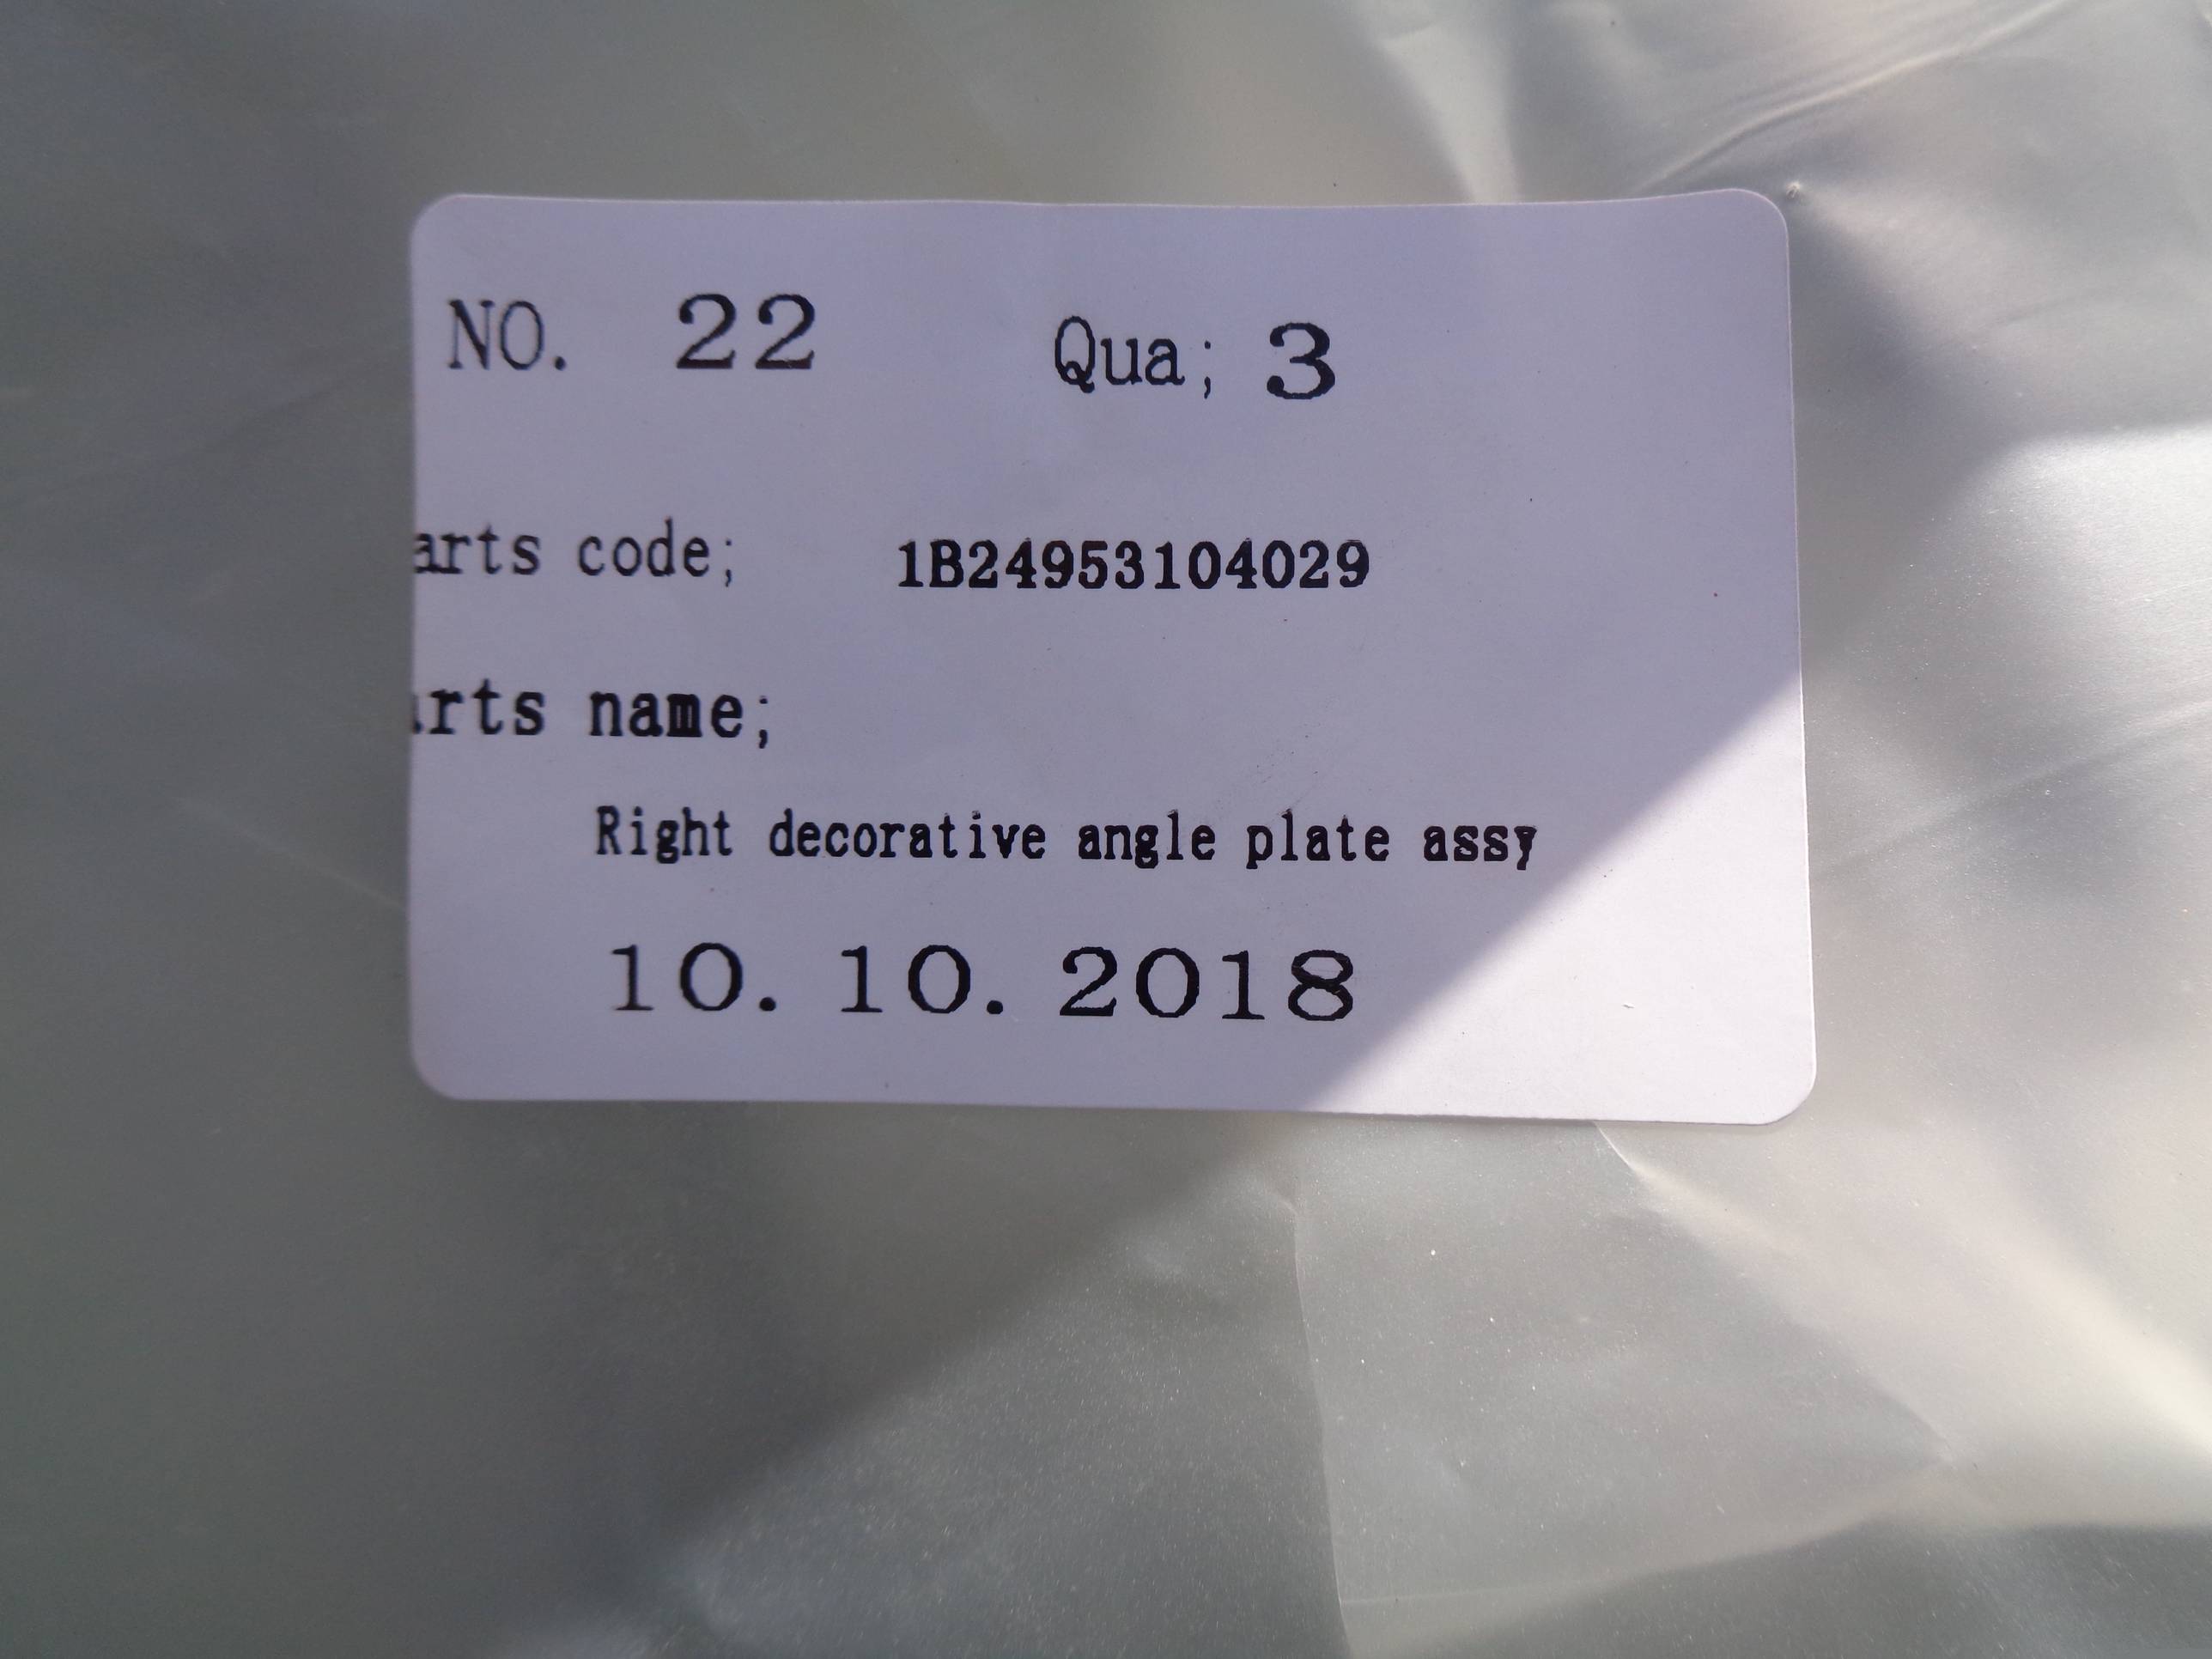 NO. 22 Qua; 3
arts code; 1B24953104029
rts name;
Right decorative angle plate assy
10.10.2018